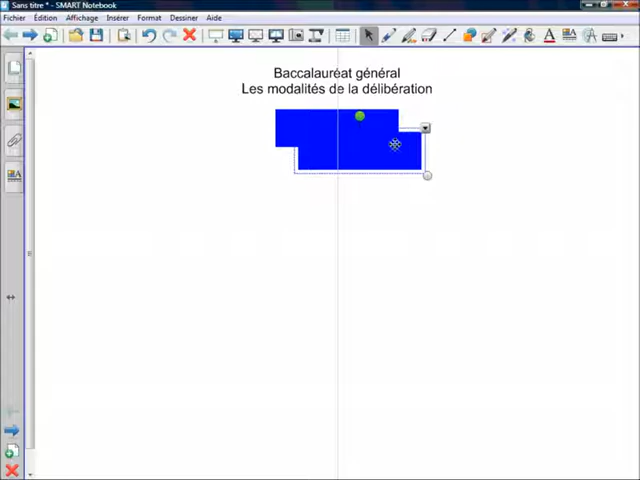 Sans titre * - SMART Notebook
Fichier Édition Affichage Insérer Format Dessiner Aide
Baccalauréat général
Les modalités de la délibération